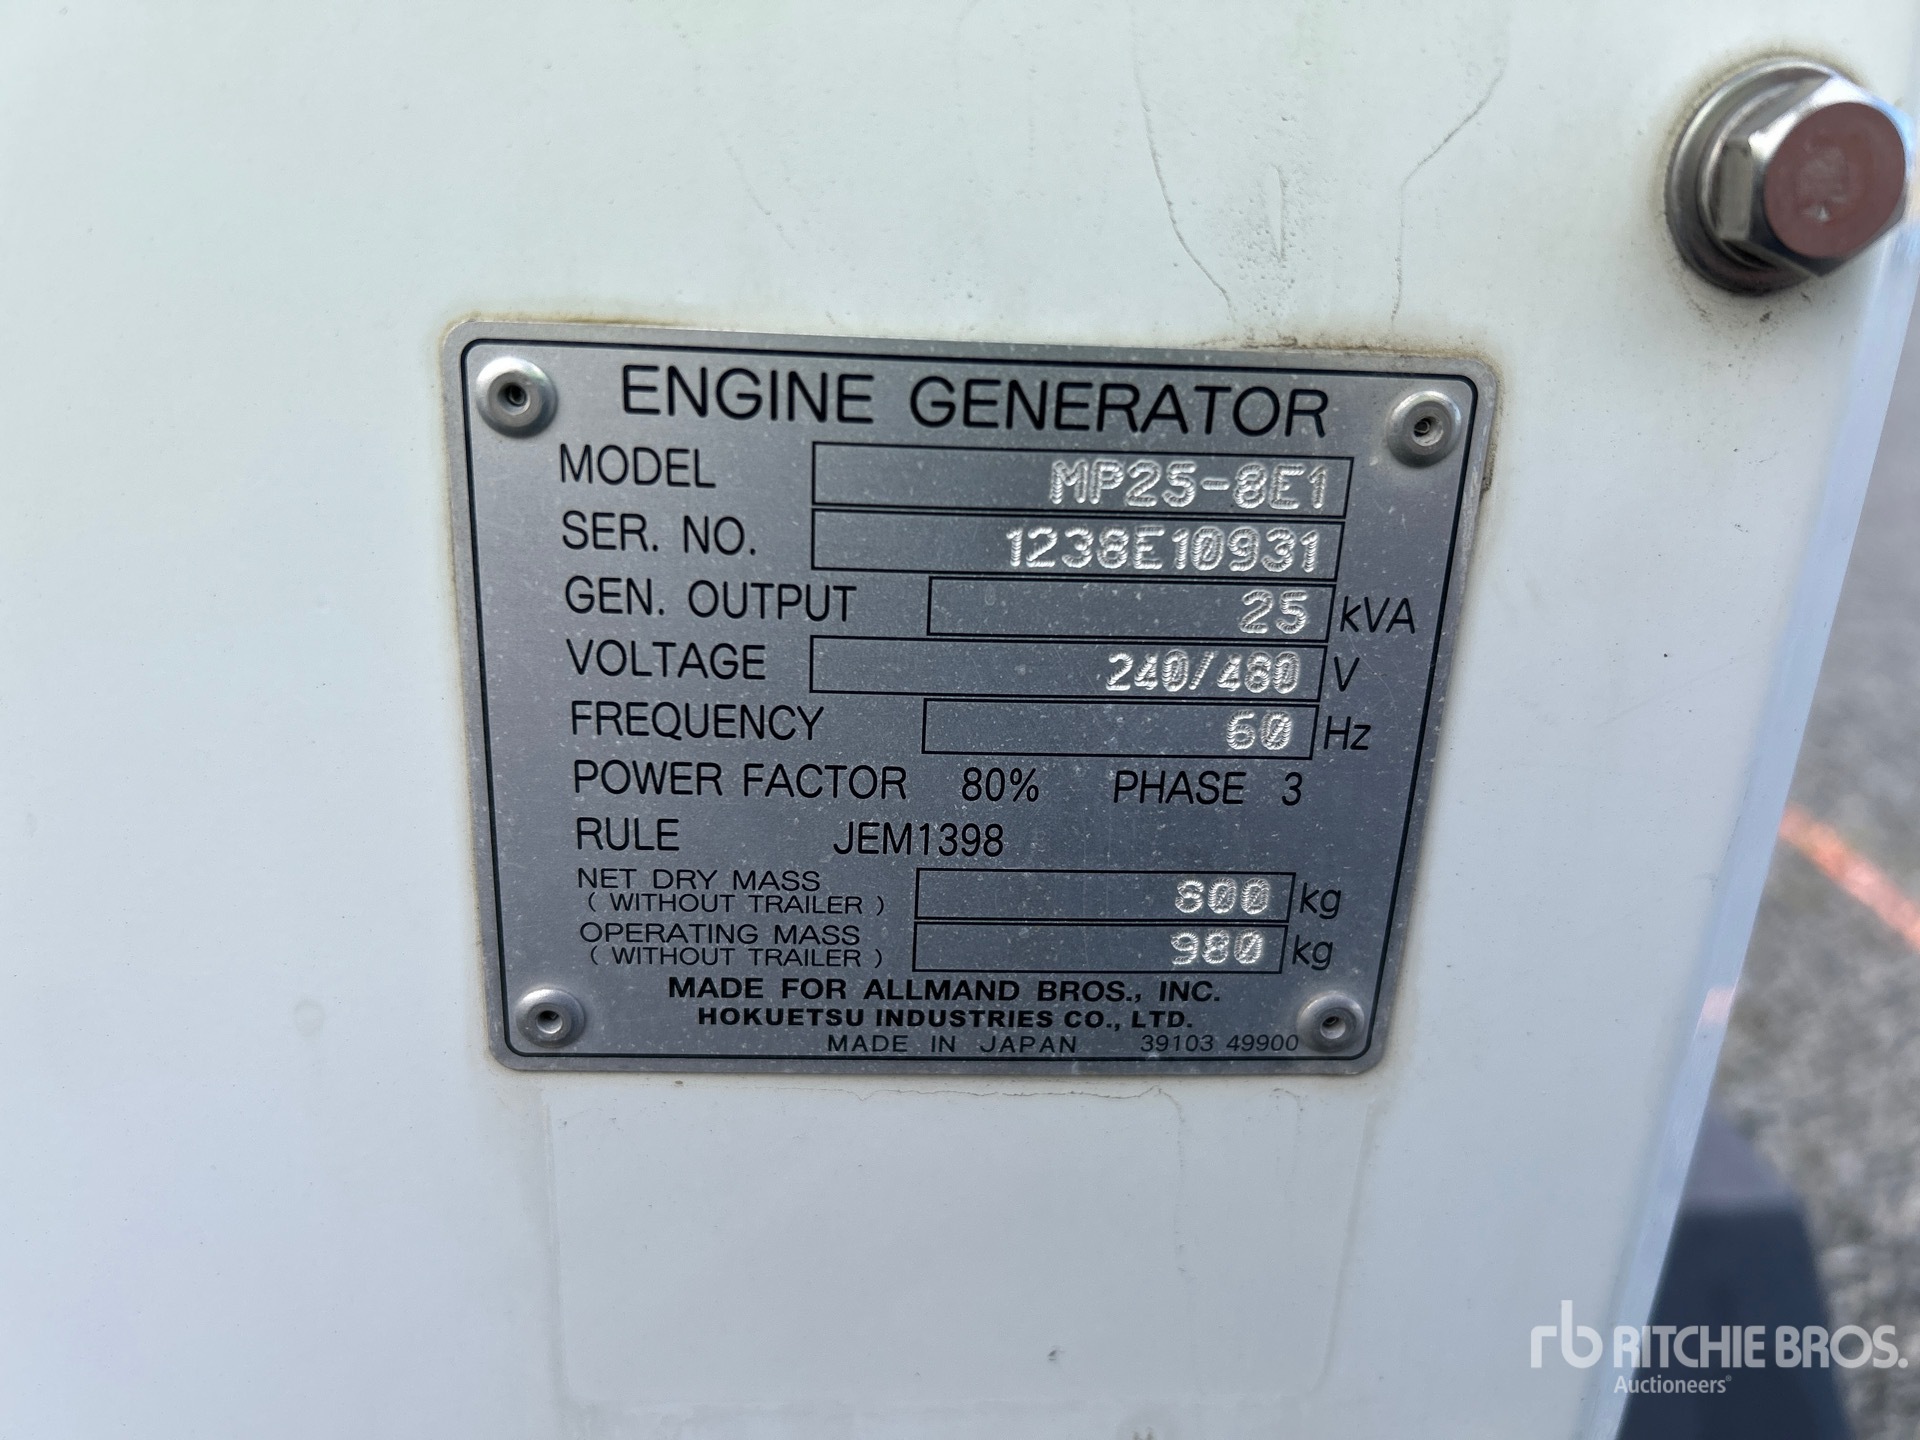 ENGINE GENERATOR
MODEL MP25-8E1
SER. NO. 1238E10931
GEN. OUTPUT 25 kVA
VOLTAGE 240/480 V
FREQUENCY 60 Hz
POWER FACTOR 80% PHASE 3
RULE JEM1398
NET DRY MASS
( WITHOUT TRAILER ) 800 kg
OPERATING MASS
( WITHOUT TRAILER ) 980 kg
MADE FOR ALLMAND BROS., INC.
HOKUETSU INDUSTRIES CO., LTD.
MADE IN JAPAN 39103 49900
rb RITCHIE BROS.
Auctioneers®